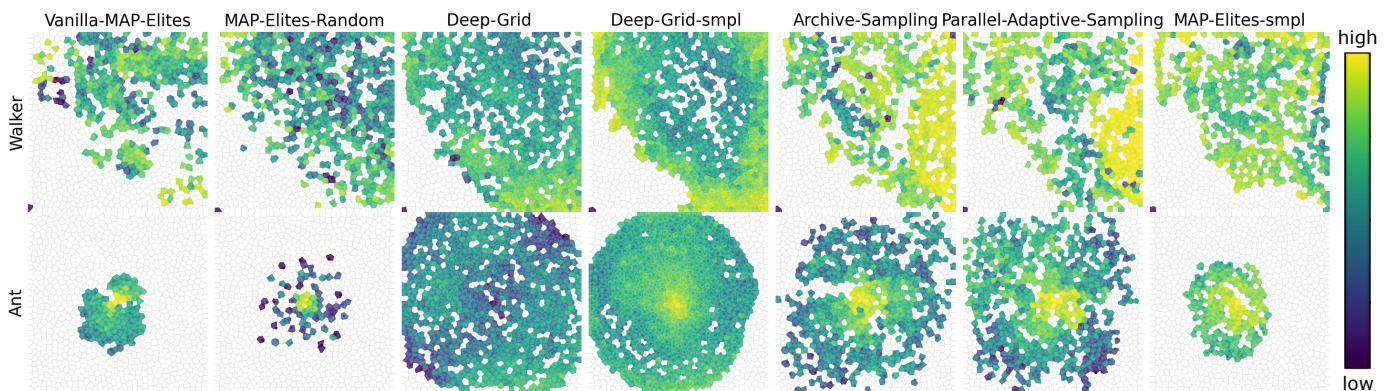 Vanilla-MAP-Elites
MAP-Elites-Random
Deep-Grid
Deep-Grid-smpl
Archive-Sampling
Parallel-Adaptive-Sampling
MAP-Elites-smpl
high
Walker
Ant
low